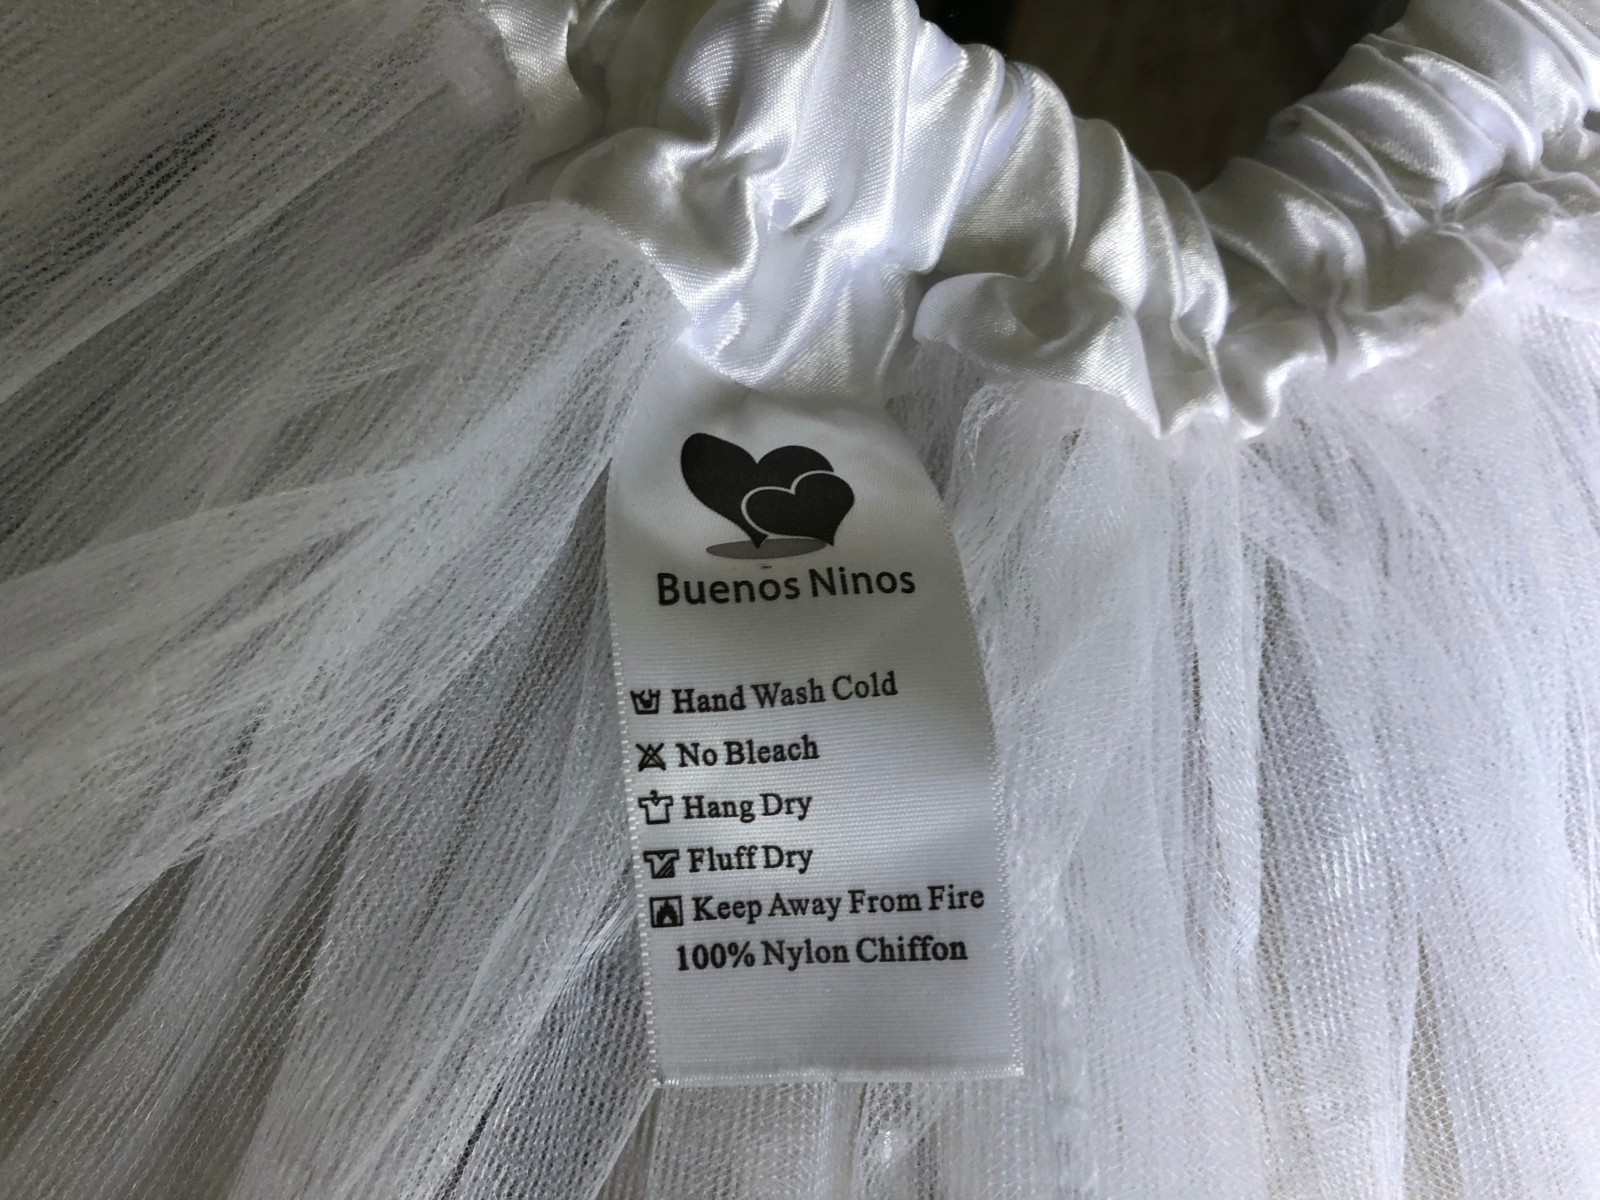 Buenos Ninos
Hand Wash Cold
No Bleach
Hang Dry
Fluff Dry
Keep Away From Fire
100% Nylon Chiffon